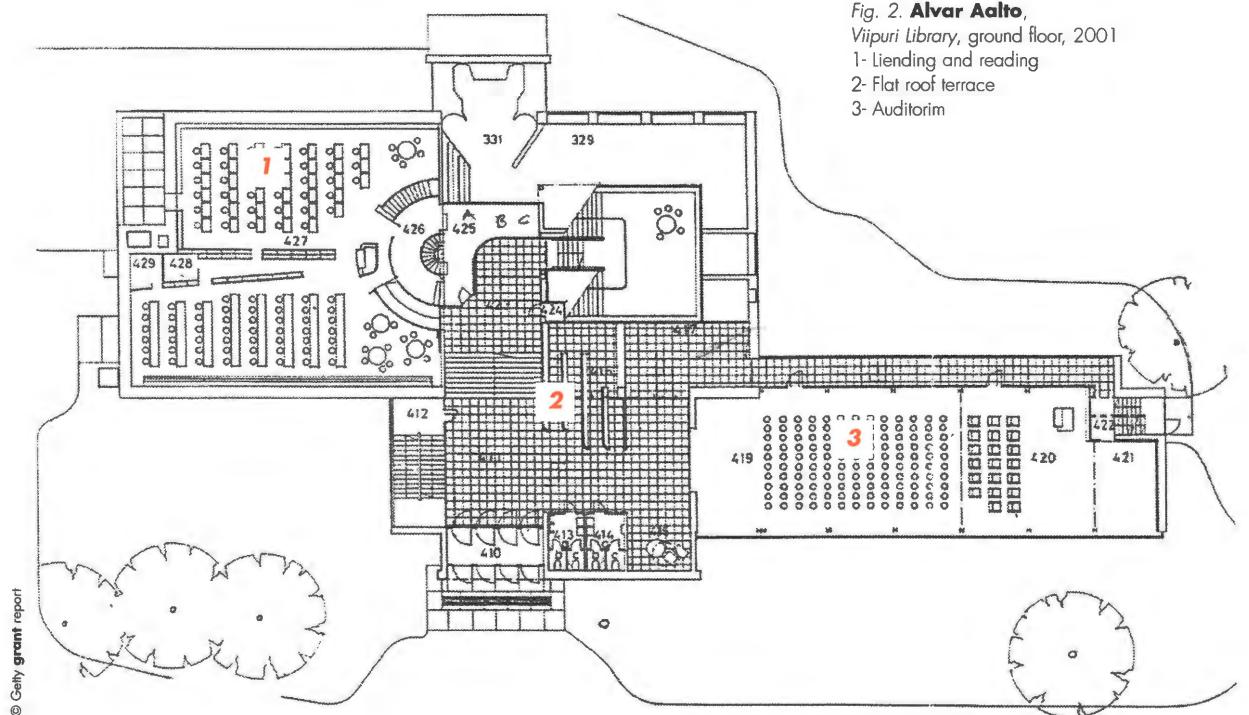 Fig. 2. Alvar Aalto,
Viipuri Library, ground floor, 2001
1- Liending and reading
2- Flat roof terrace
3- Auditorim
331
329
1
A B C
426
425
427
429
428
424
2
412
3
422
419
420
421
413
414
410
© Getty grant report